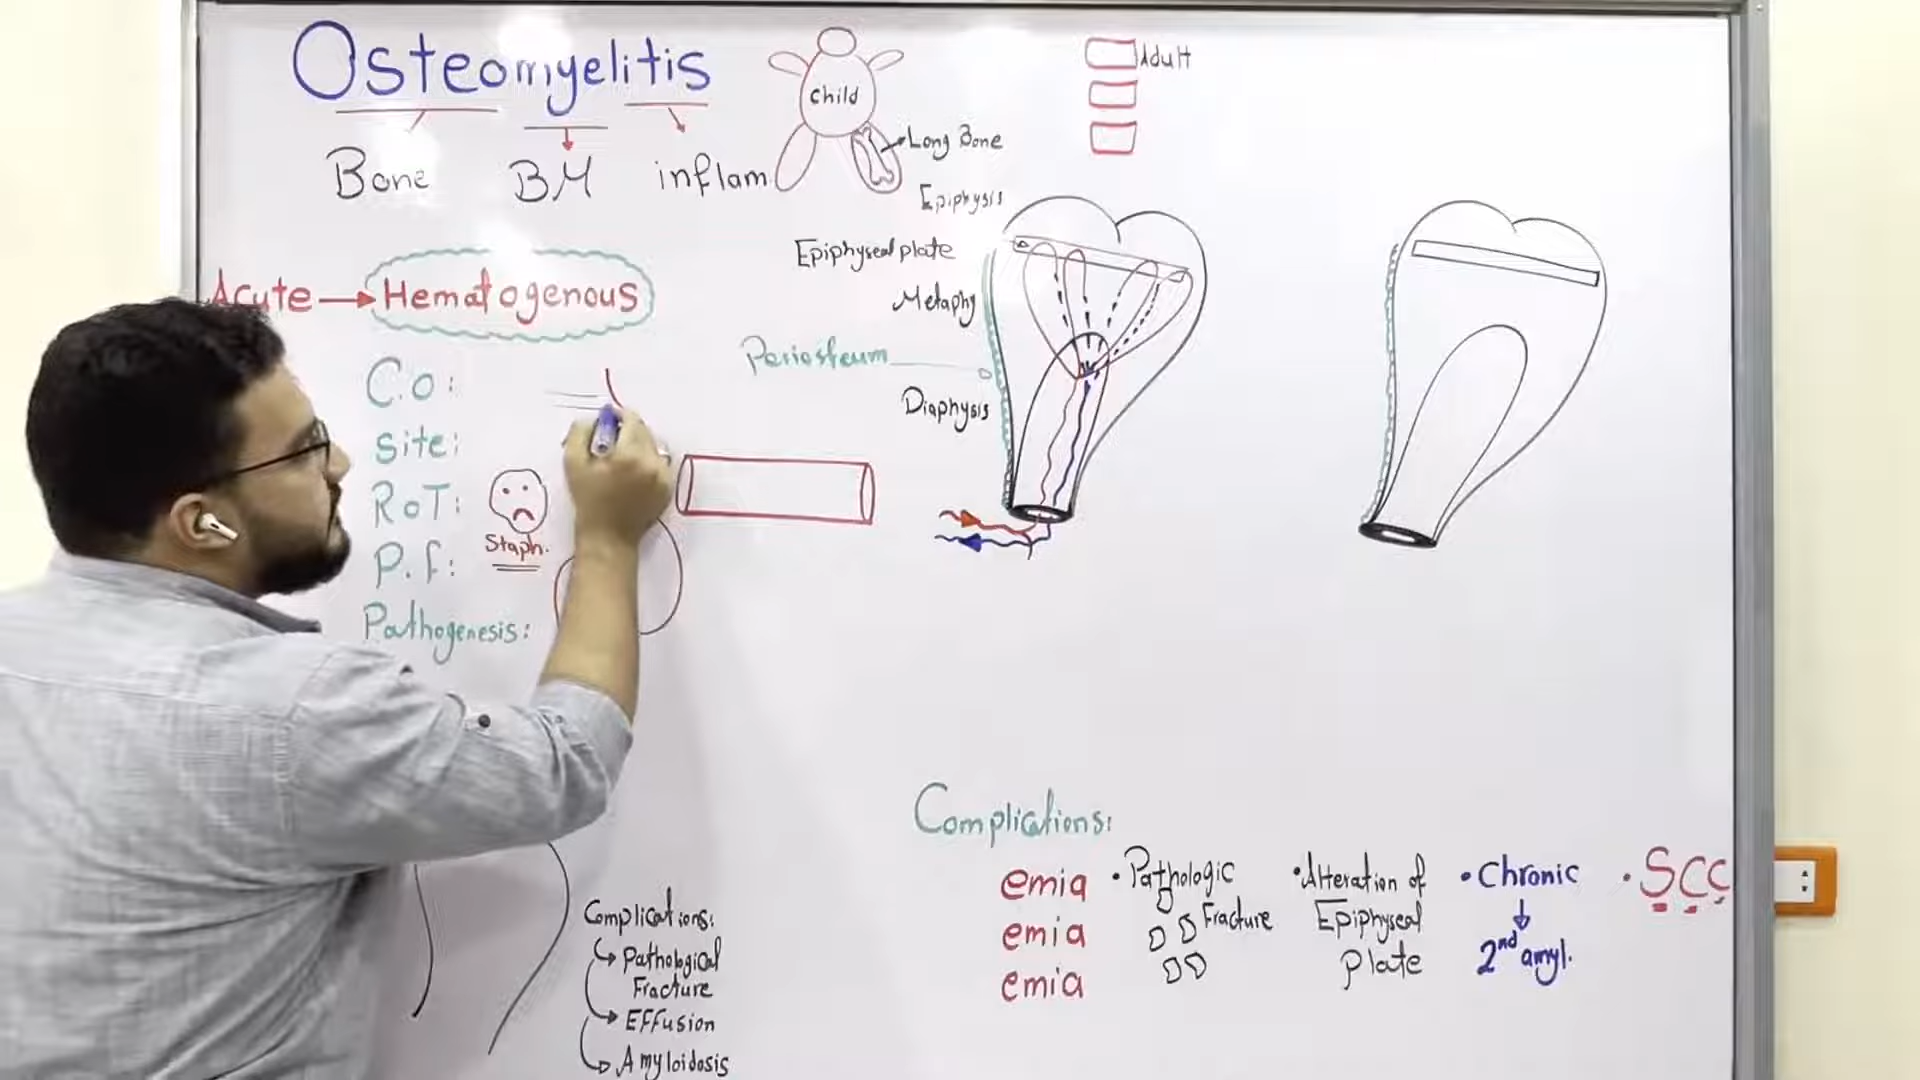 Osteomyelitis
Bone BM inflam
child
Long Bone
Adult
Epiphysis
Epiphyseal plate
Metaphy
Periosteum
Diaphysis
Acute → Hematogenous
C.O:
Site:
RoT:
P.f:
Pathogenesis:
Staph.
Complications:
Pathological
Fracture
Effusion
Amyloidosis
Complications:
emia
emia
emia
• Pathologic
Fracture
• Alteration of
Epiphyseal
plate
• Chronic
2nd amyl.
• SCC